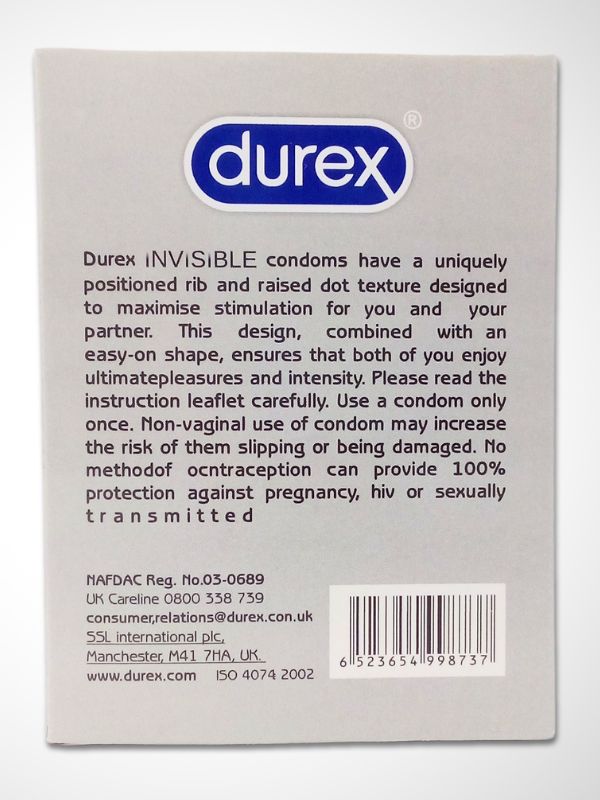 durex®
Durex INVISIBLE condoms have a uniquely
positioned rib and raised dot texture designed
to maximise stimulation for you and your
partner. This design, combined with an
easy-on shape, ensures that both of you enjoy
ultimatepleasures and intensity. Please read the
instruction leaflet carefully. Use a condom only
once. Non-vaginal use of condom may increase
the risk of them slipping or being damaged. No
methodof ocntraception can provide 100%
protection against pregnancy, hiv or sexually
transmitted
NAFDAC Reg. No.03-0689
UK Careline 0800 338 739
consumer,relations@durex.con.uk
SSL international plc,
Manchester, M41 7HA, UK.
www.durex.com ISO 4074 2002
6 523654 998737